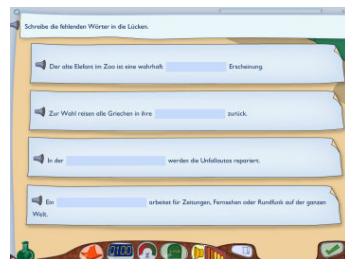 Schreibe die fehlenden Wörter in die Lücken.
Der alte Elefant im Zoo ist eine wahrhaft Erscheinung.
Zur Wahl reisen alle Griechen in ihre zurück.
In der werden die Unfallautos repariert.
Ein arbeitet für Zeitungen, Fernsehen oder Rundfunk auf der ganzen
Welt.